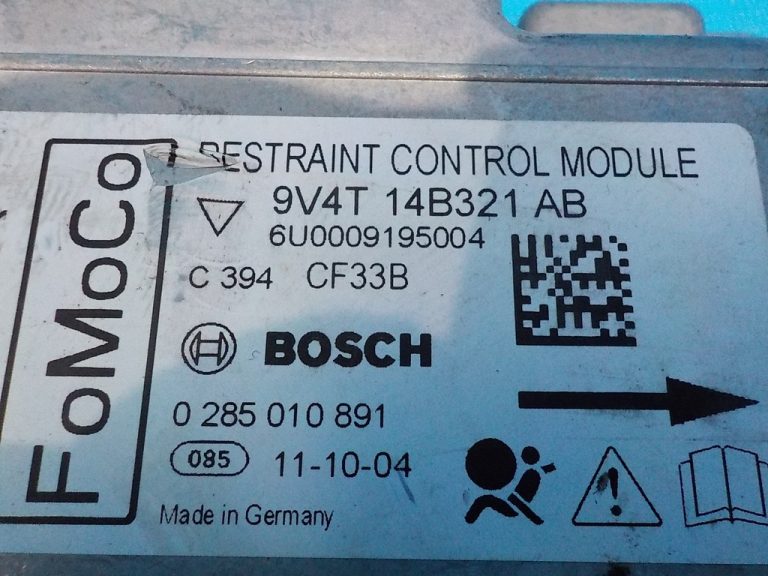 FoMoCo
RESTRAINT CONTROL MODULE
9V4T 14B321 AB
6U0009195004
C 394 CF33B
BOSCH
0 285 010 891
085 11-10-04
Made in Germany